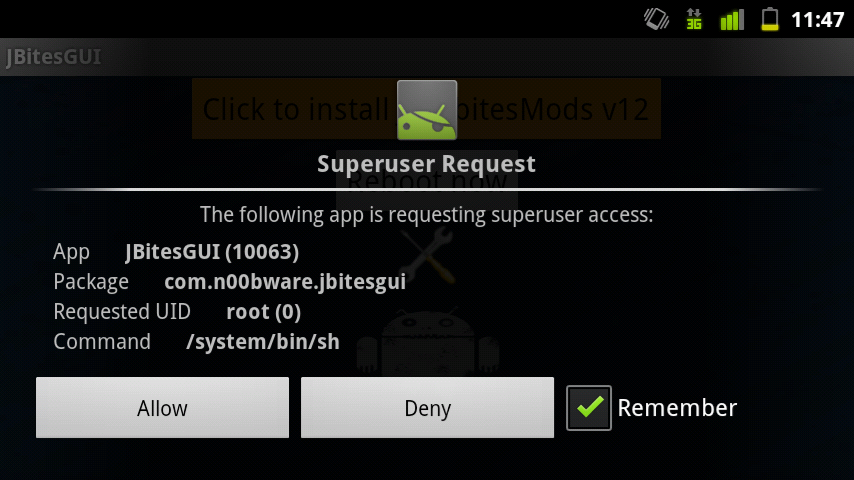 3G 11:47
JBitesGUI
Click to install bitesMods v12
Superuser Request
Reboot now
The following app is requesting superuser access:
App JBitesGUI (10063)
Package com.n00bware.jbitesgui
Requested UID root (0)
Command /system/bin/sh
Allow Deny Remember